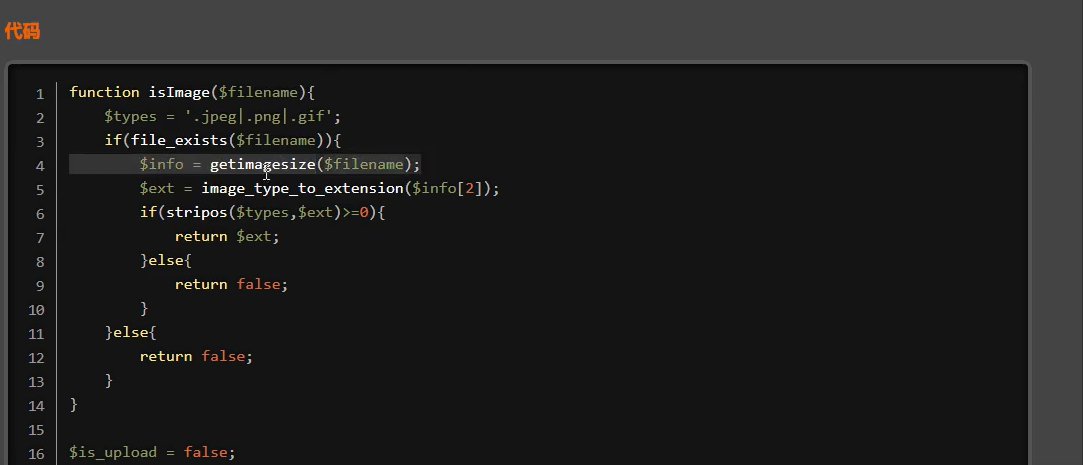 代码
1 function isImage($filename){
2     $types = '.jpeg|.png|.gif';
3     if(file_exists($filename)){
4         $info = getimagesize($filename);
5         $ext = image_type_to_extension($info[2]);
6         if(stripos($types,$ext)>=0){
7             return $ext;
8         }else{
9             return false;
10         }
11     }else{
12         return false;
13     }
14 }
15
16 $is_upload = false;